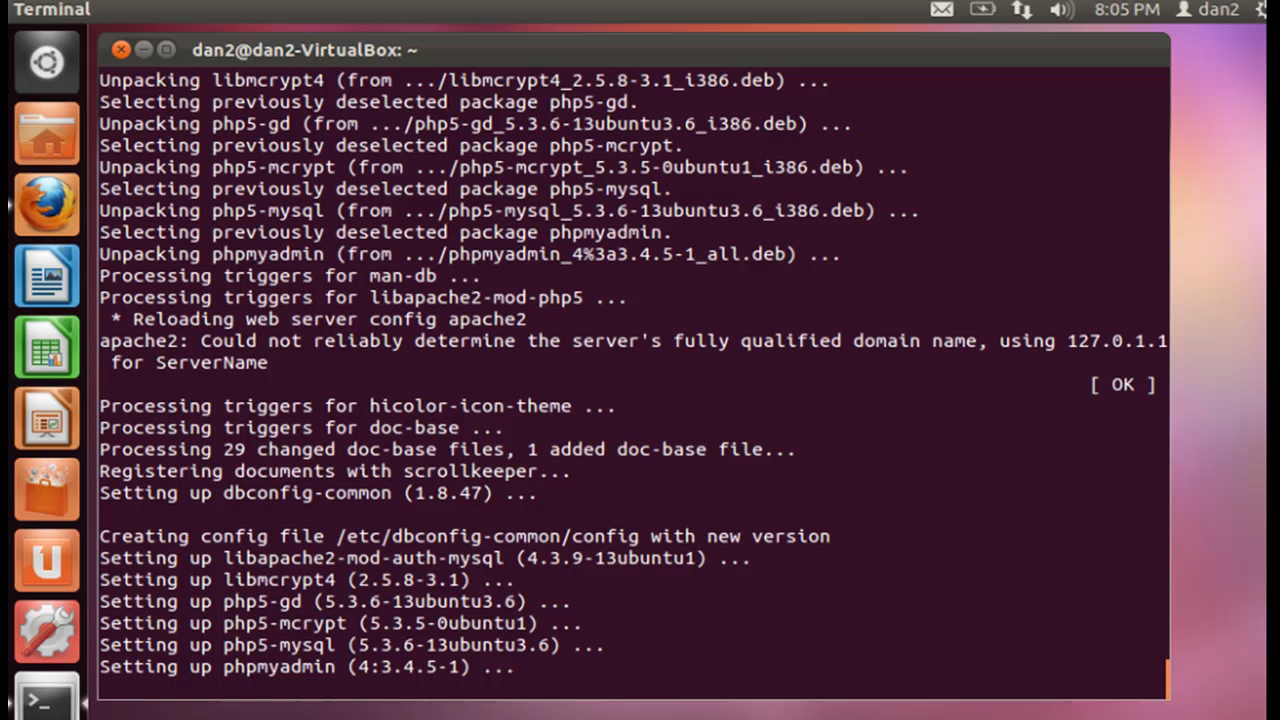 Terminal
8:05 PM dan2
dan2@dan2-VirtualBox: ~
Unpacking libmcrypt4 (from .../libmcrypt4_2.5.8-3.1_i386.deb) ...
Selecting previously deselected package php5-gd.
Unpacking php5-gd (from .../php5-gd_5.3.6-13ubuntu3.6_i386.deb) ...
Selecting previously deselected package php5-mcrypt.
Unpacking php5-mcrypt (from .../php5-mcrypt_5.3.5-0ubuntu1_i386.deb) ...
Selecting previously deselected package php5-mysql.
Unpacking php5-mysql (from .../php5-mysql_5.3.6-13ubuntu3.6_i386.deb) ...
Selecting previously deselected package phpmyadmin.
Unpacking phpmyadmin (from .../phpmyadmin_4%3a3.4.5-1_all.deb) ...
Processing triggers for man-db ...
Processing triggers for libapache2-mod-php5 ...
 * Reloading web server config apache2
apache2: Could not reliably determine the server's fully qualified domain name, using 127.0.1.1
 for ServerName
[ OK ]
Processing triggers for hicolor-icon-theme ...
Processing triggers for doc-base ...
Processing 29 changed doc-base files, 1 added doc-base file...
Registering documents with scrollkeeper...
Setting up dbconfig-common (1.8.47) ...
Creating config file /etc/dbconfig-common/config with new version
Setting up libapache2-mod-auth-mysql (4.3.9-13ubuntu1) ...
Setting up libmcrypt4 (2.5.8-3.1) ...
Setting up php5-gd (5.3.6-13ubuntu3.6) ...
Setting up php5-mcrypt (5.3.5-0ubuntu1) ...
Setting up php5-mysql (5.3.6-13ubuntu3.6) ...
Setting up phpmyadmin (4:3.4.5-1) ...